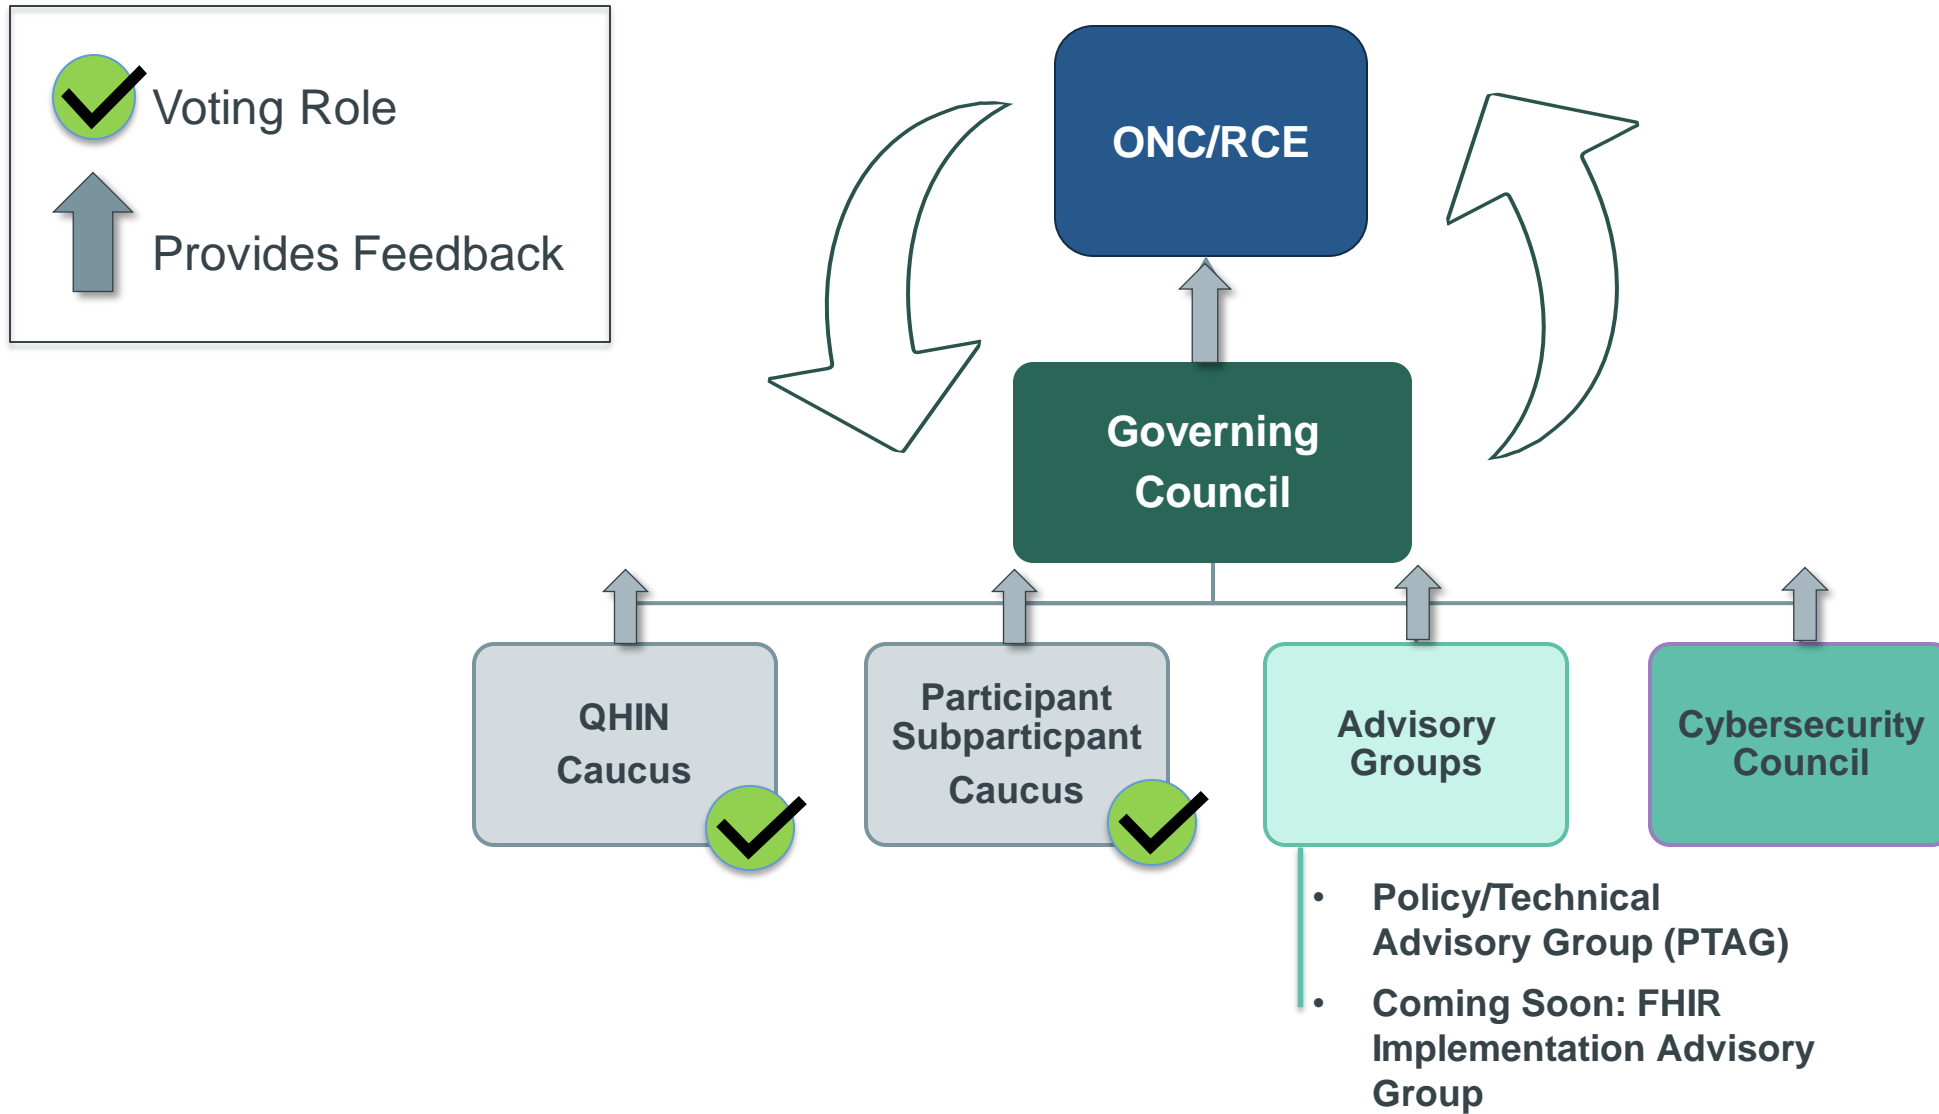 Voting Role
Provides Feedback
ONC/RCE
Governing
Council
QHIN
Caucus
Participant
Subparticpant
Caucus
Advisory
Groups
Cybersecurity
Council
• Policy/Technical
Advisory Group (PTAG)
• Coming Soon: FHIR
Implementation Advisory
Group